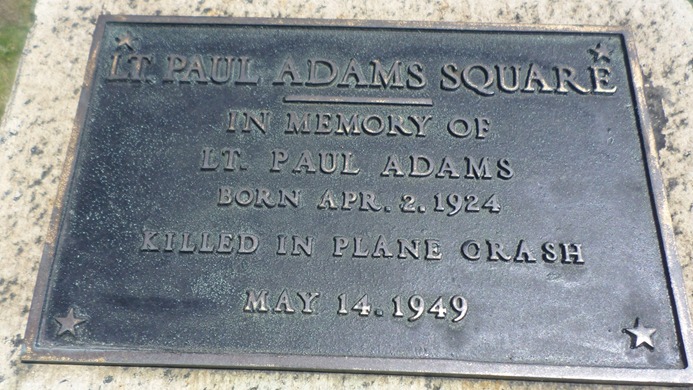 LT. PAUL ADAMS SQUARE
IN MEMORY OF
LT. PAUL ADAMS
BORN APR. 2. 1924
KILLED IN PLANE CRASH
MAY 14. 1949